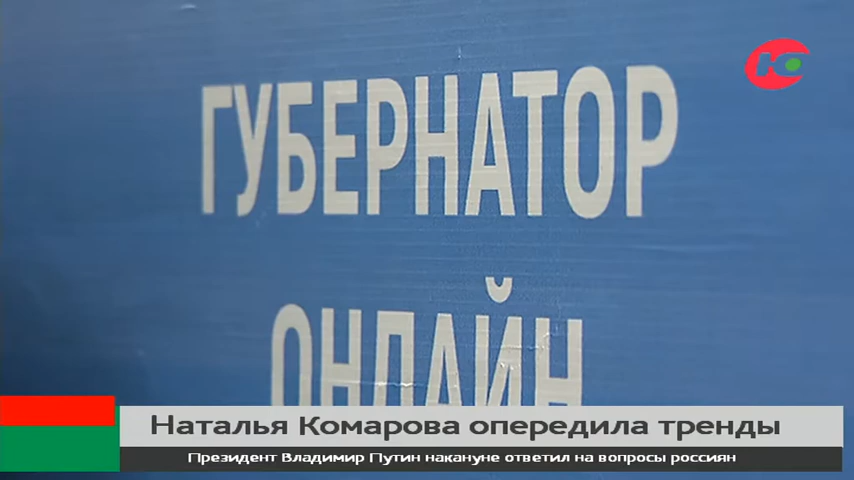 ГУБЕРНАТОР
ОНЛАЙН
Ю
Наталья Комарова опередила тренды
Президент Владимир Путин накануне ответил на вопросы россиян